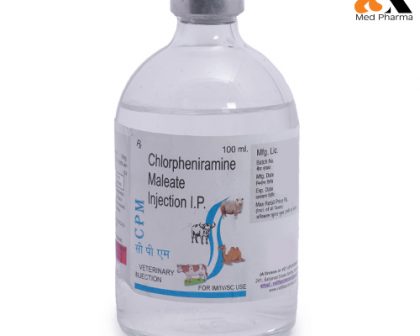 Med Pharma
Rx
100 ml.
Chlorpheniramine
Maleate
Injection I.P.
CPM
सी पी एम
VETERINARY
INJECTION
FOR IM/IV/SC USE
Mfg. Lic.
Batch No.
Mfg. Date
Exp. Date